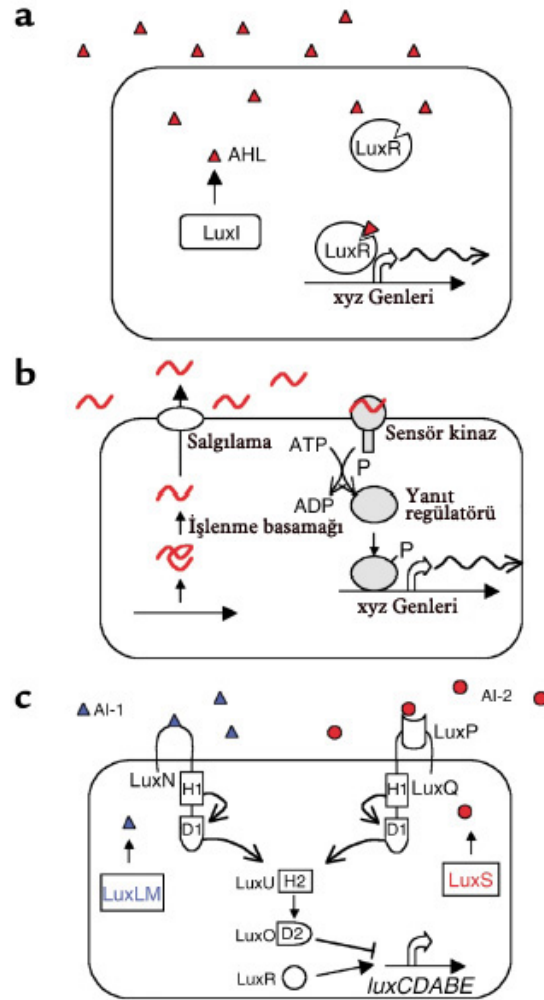 a
AHL
LuxR
LuxI
LuxR
xyz Genleri
b
Salgılama
Sensör kinaz
ATP
P
ADP
Yanıt
regülatörü
İşlenme basamağı
P
xyz Genleri
c
AI-1
AI-2
LuxP
LuxN
H1
H1
LuxQ
D1
D1
LuxLM
LuxU
H2
LuxS
LuxO
D2
LuxR
luxCDABE